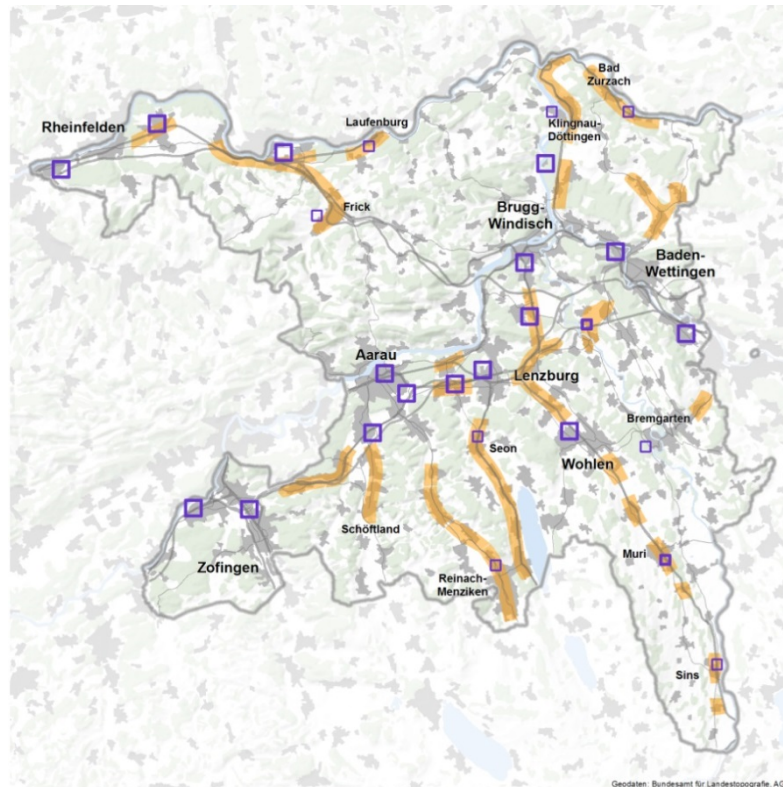 Bad
Zurzach
Laufenburg
Rheinfelden
Klingnau-
Döttingen
Frick
Brugg-
Windisch
Baden-
Wettingen
Aarau
Lenzburg
Bremgarten
Seon
Wohlen
Schöftland
Zofingen
Reinach-
Menziken
Muri
Sins
Geodaten: Bundesamt für Landestopografie, AG